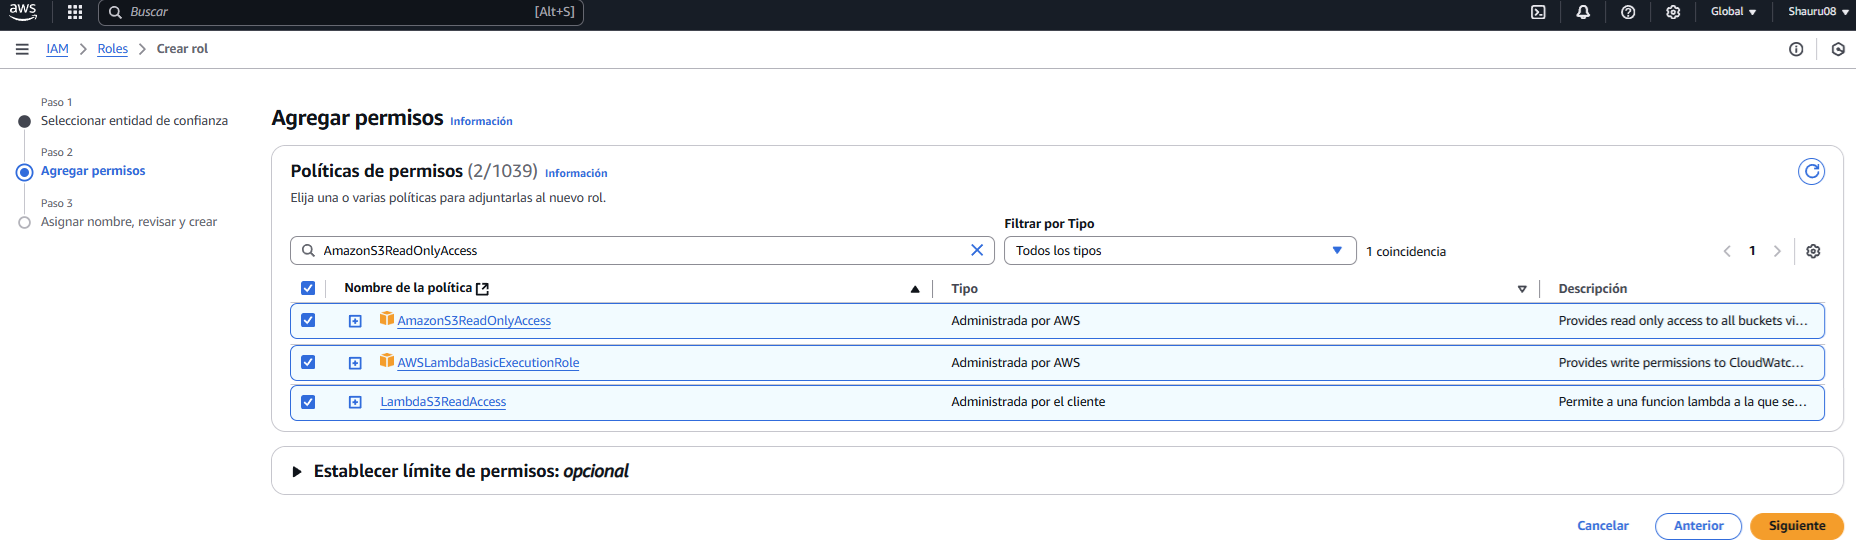 aws Buscar [Alt+S] Global Shauru08
IAM > Roles > Crear rol
Paso 1
Seleccionar entidad de confianza
Paso 2
Agregar permisos
Paso 3
Asignar nombre, revisar y crear
Agregar permisos Información
Políticas de permisos (2/1039) Información
Elija una o varias políticas para adjuntarlas al nuevo rol.
Filtrar por Tipo
AmazonS3ReadOnlyAccess Todos los tipos 1 coincidencia 1
Nombre de la política Tipo Descripción
AmazonS3ReadOnlyAccess Administrada por AWS Provides read only access to all buckets vi...
AWSLambdaBasicExecutionRole Administrada por AWS Provides write permissions to CloudWatc...
LambdaS3ReadAccess Administrada por el cliente Permite a una funcion lambda a la que se...
Establecer límite de permisos: opcional
Cancelar Anterior Siguiente